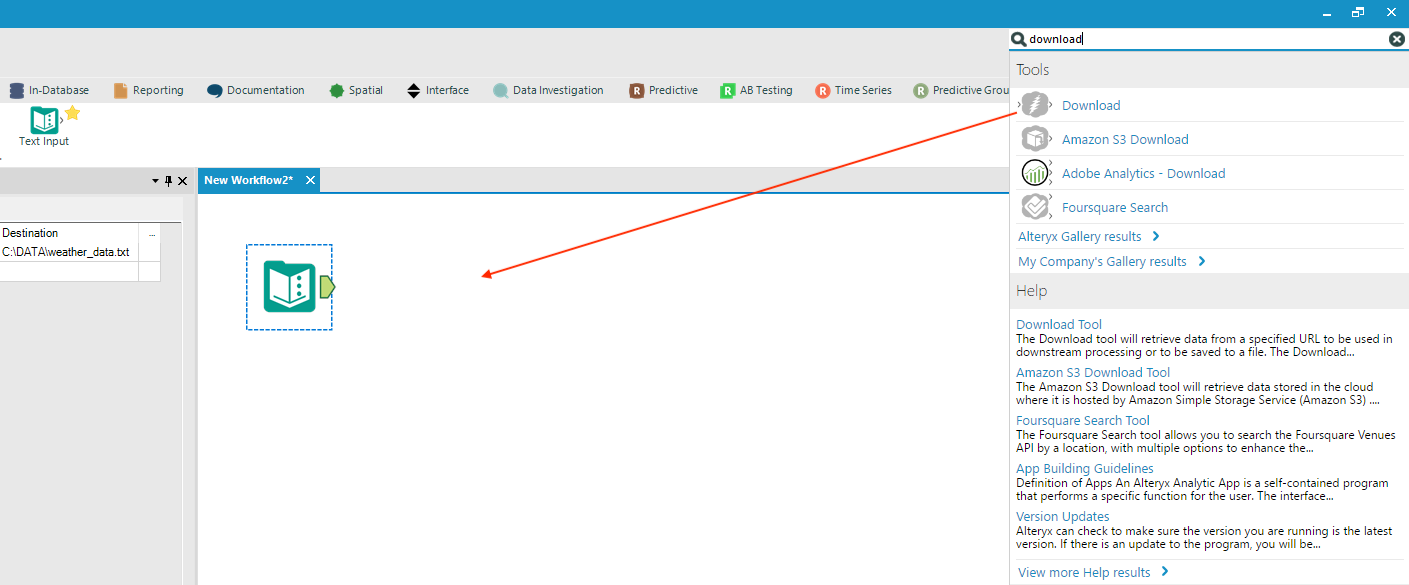 download
In-Database
Reporting
Documentation
Spatial
Interface
Data Investigation
R
Predictive
R
AB Testing
R
Time Series
R
Predictive Grou
Text Input
New Workflow2*
Destination
...
C:\DATA\weather_data.txt
Tools
Download
Amazon S3 Download
Adobe Analytics - Download
Foursquare Search
Alteryx Gallery results
My Company's Gallery results
Help
Download Tool
The Download tool will retrieve data from a specified URL to be used in
downstream processing or to be saved to a file. The Download...
Amazon S3 Download Tool
The Amazon S3 Download tool will retrieve data stored in the cloud
where it is hosted by Amazon Simple Storage Service (Amazon S3) ....
Foursquare Search Tool
The Foursquare Search tool allows you to search the Foursquare Venues
API by a location, with multiple options to enhance the...
App Building Guidelines
Definition of Apps An Alteryx Analytic App is a self-contained program
that performs a specific function for the user. The interface...
Version Updates
Alteryx can check to make sure the version you are running is the latest
version. If there is an update to the program, you will be...
View more Help results